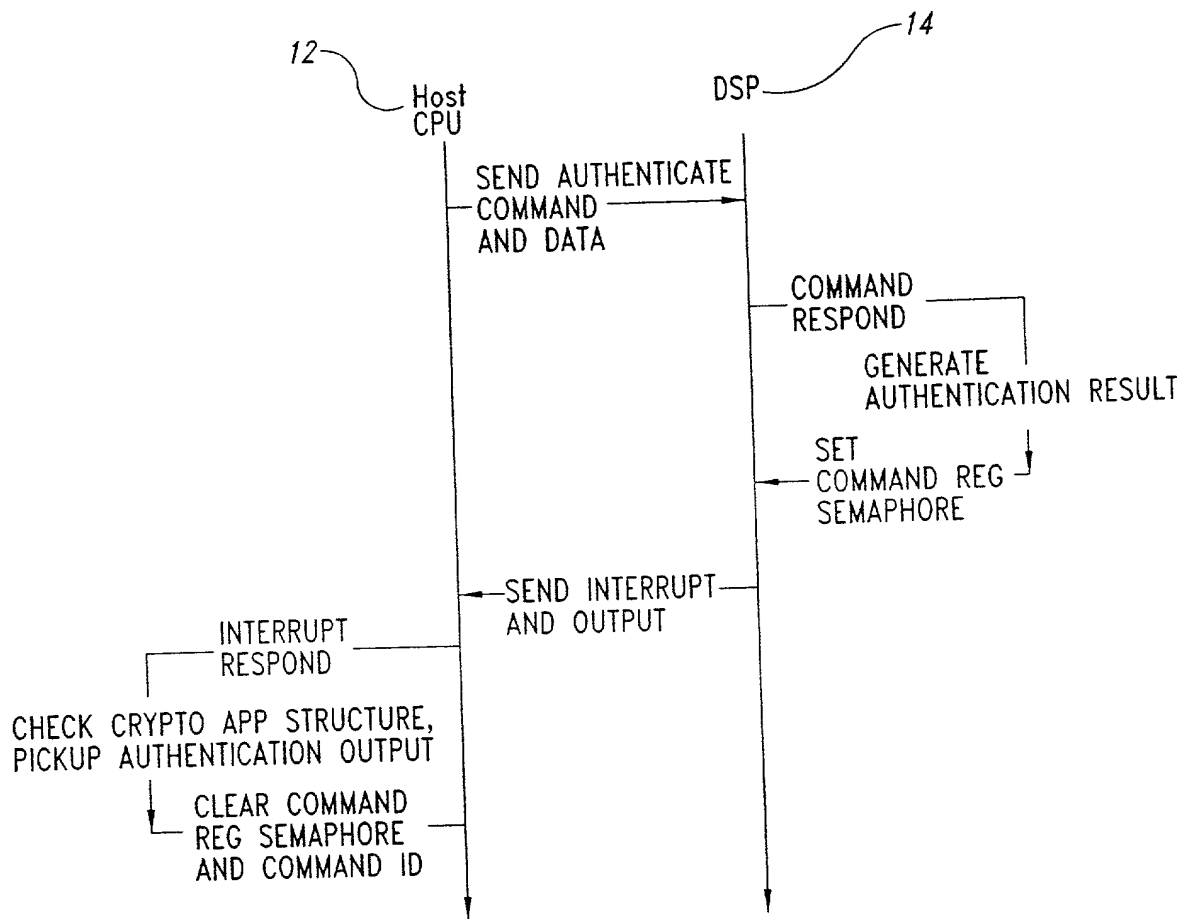 12
14
Host
CPU
DSP
SEND AUTHENTICATE
COMMAND
AND DATA
COMMAND
RESPOND
GENERATE
AUTHENTICATION RESULT
SET
COMMAND REG
SEMAPHORE
SEND INTERRUPT
AND OUTPUT
INTERRUPT
RESPOND
CHECK CRYPTO APP STRUCTURE,
PICKUP AUTHENTICATION OUTPUT
CLEAR COMMAND
REG SEMAPHORE
AND COMMAND ID